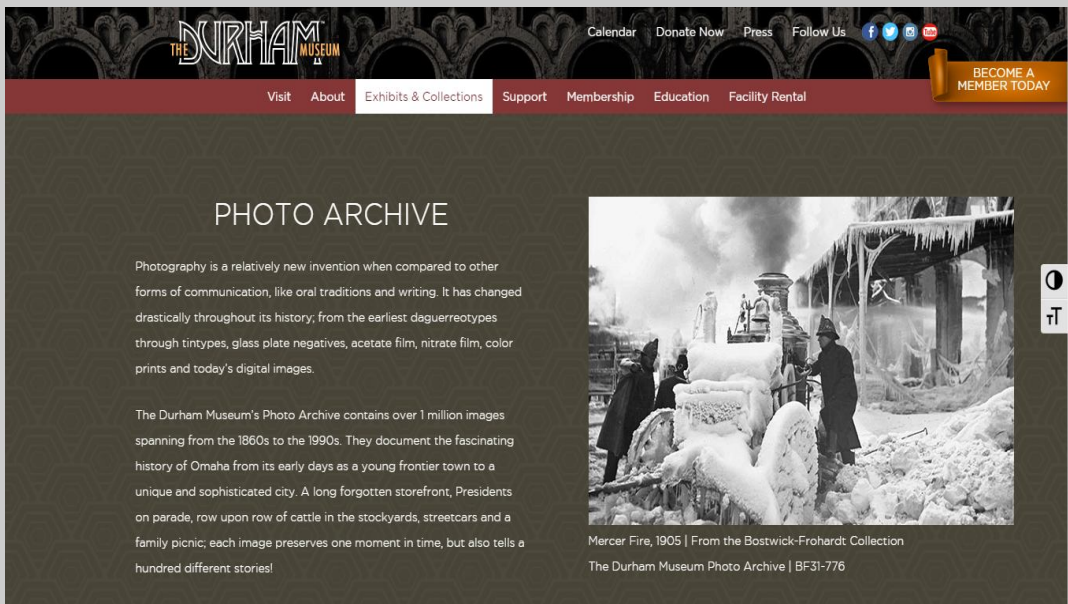 THE DURHAM MUSEUM
Calendar Donate Now Press Follow Us
f
You Tube
BECOME A
MEMBER TODAY
Visit About Exhibits & Collections Support Membership Education Facility Rental
PHOTO ARCHIVE
Photography is a relatively new invention when compared to other
forms of communication, like oral traditions and writing. It has changed
drastically throughout its history; from the earliest daguerreotypes
through tintypes, glass plate negatives, acetate film, nitrate film, color
prints and today's digital images.
The Durham Museum's Photo Archive contains over 1 million images
spanning from the 1860s to the 1990s. They document the fascinating
history of Omaha from its early days as a young frontier town to a
unique and sophisticated city. A long forgotten storefront, Presidents
on parade, row upon row of cattle in the stockyards, streetcars and a
family picnic; each image preserves one moment in time, but also tells a
hundred different stories!
Mercer Fire, 1905 | From the Bostwick-Frohardt Collection
The Durham Museum Photo Archive | BF31-776
TT